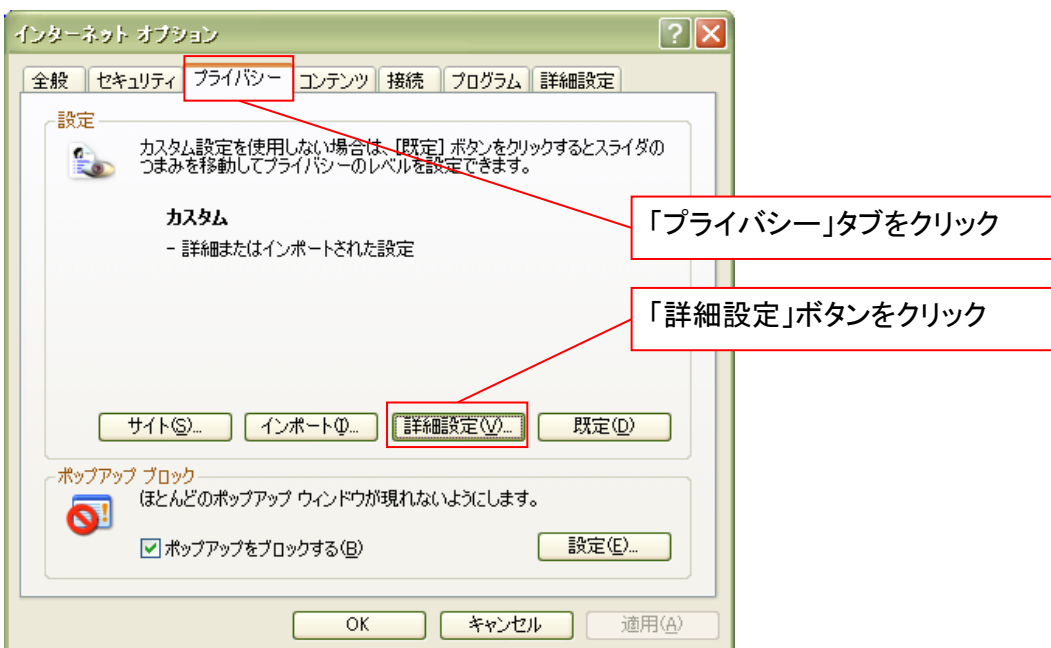 インターネット オプション
全般 セキュリティ プライバシー コンテンツ 接続 プログラム 詳細設定
設定
カスタム設定を使用しない場合は、[既定] ボタンをクリックするとスライダの
つまみを移動してプライバシーのレベルを設定できます。
カスタム
- 詳細またはインポートされた設定
「プライバシー」タブをクリック
「詳細設定」ボタンをクリック
サイト(S)... インポート(I)... 詳細設定(V)... 既定(D)
ポップアップ ブロック
ほとんどのポップアップ ウィンドウが現れないようにします。
ポップアップをブロックする(B) 設定(E)...
OK キャンセル 適用(A)